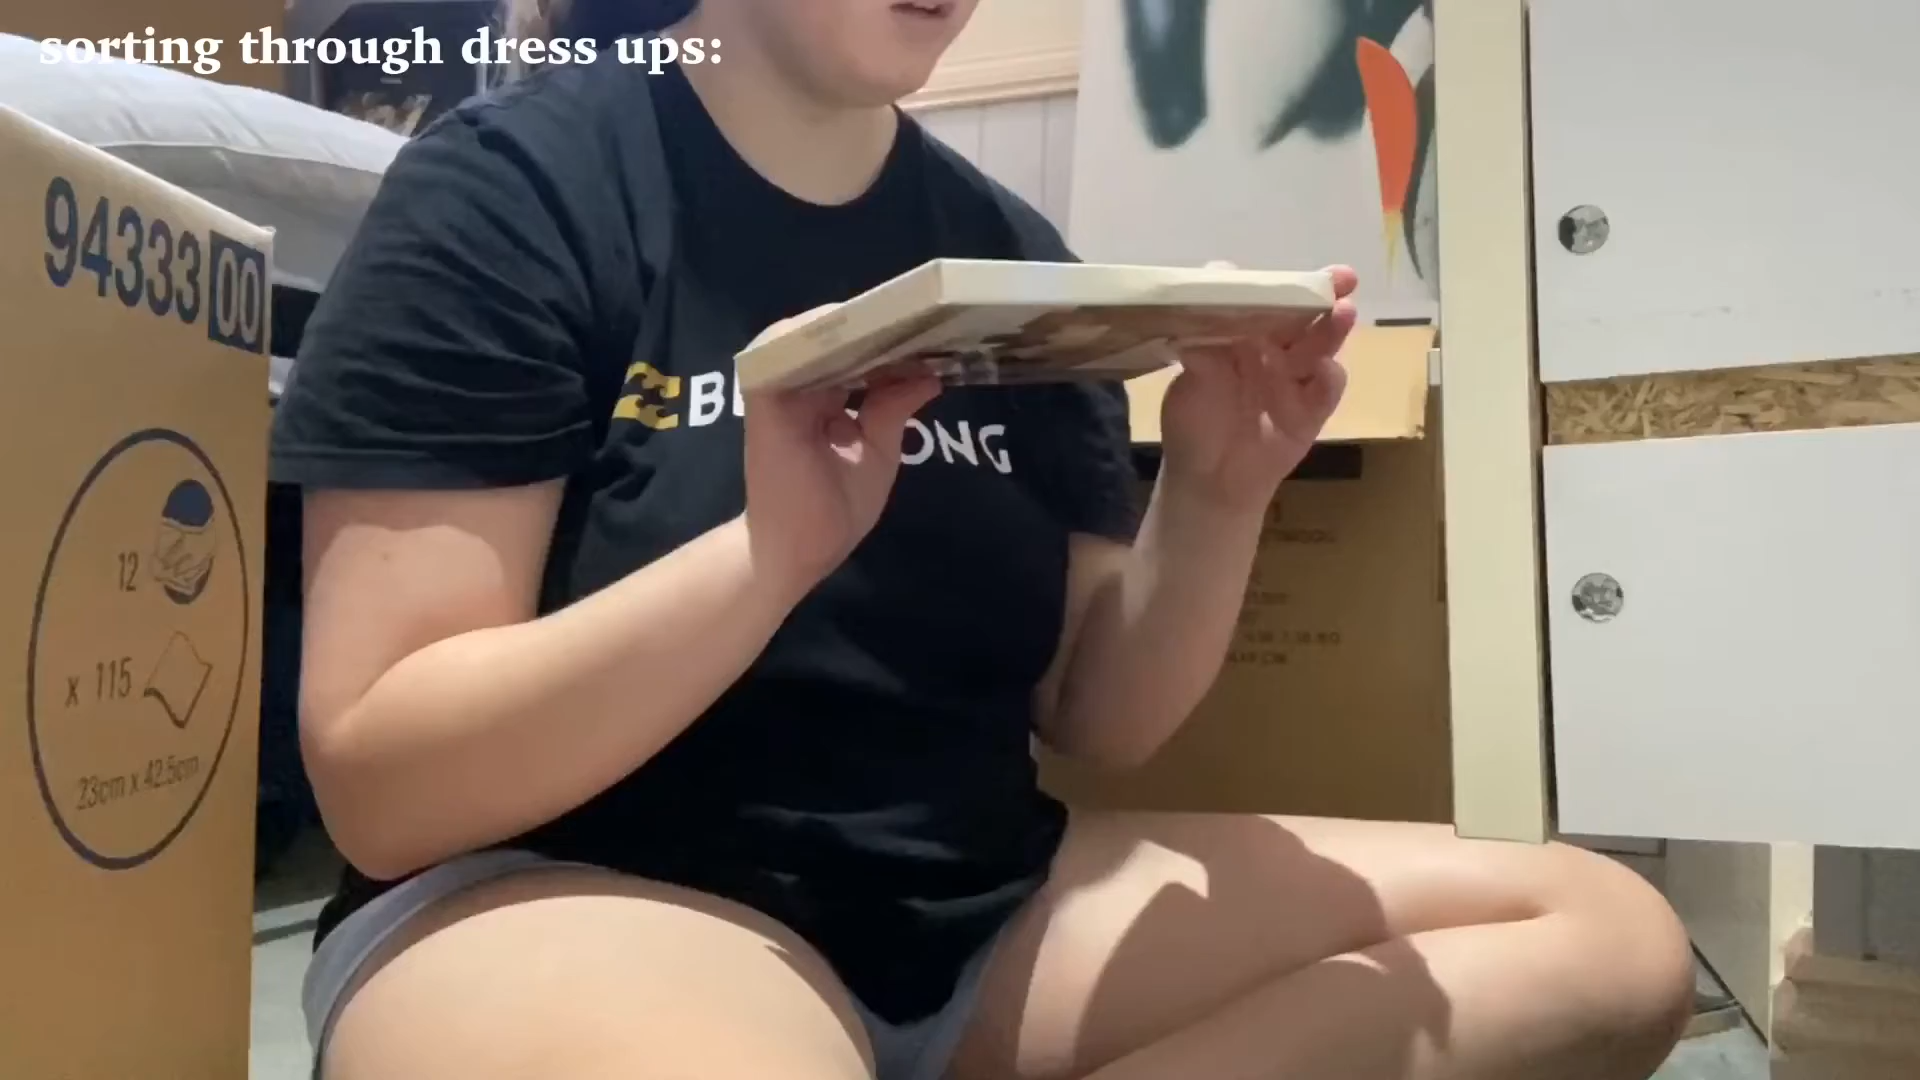 sorting through dress ups:
94333 00
B ONG
12
x 115
23cm x 42.5cm